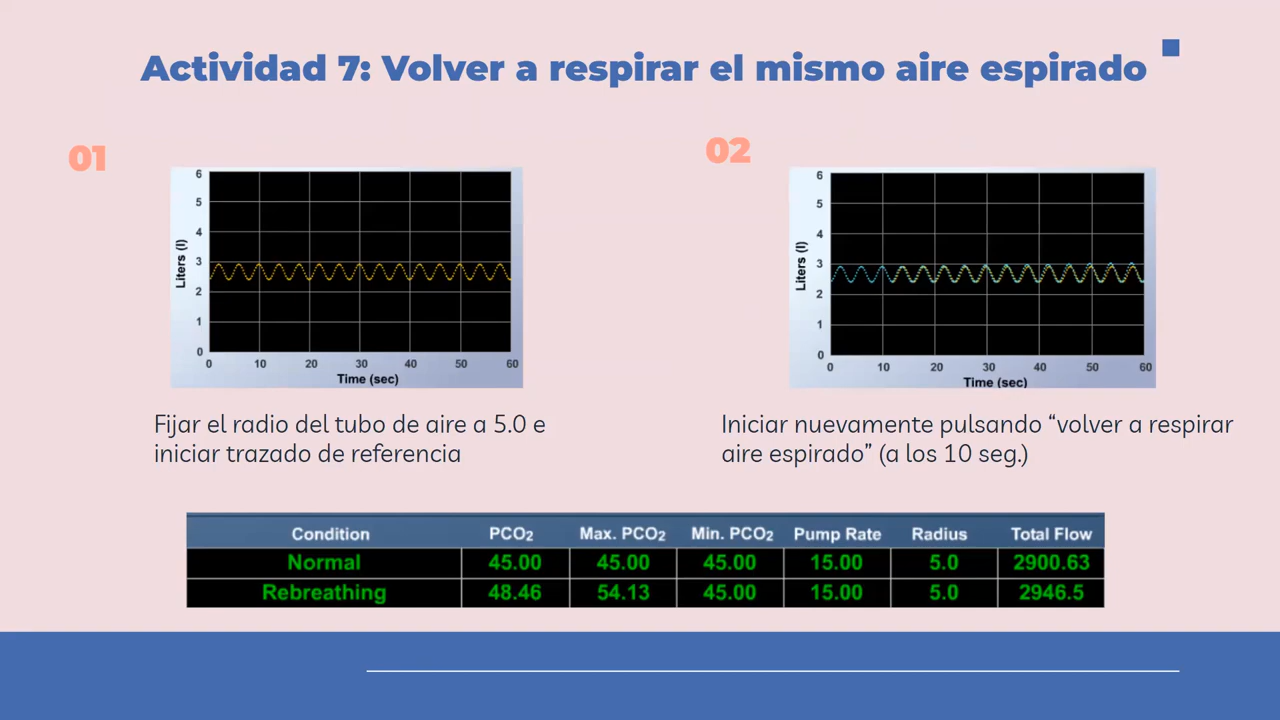 Actividad 7: Volver a respirar el mismo aire espirado
01
6
5
4
3
2
1
0
Liters (l)
0 10 20 30 40 50 60
Time (sec)
Fijar el radio del tubo de aire a 5.0 e
iniciar trazado de referencia
02
6
5
4
3
2
1
0
Liters (l)
0 10 20 30 40 50 60
Time (sec)
Iniciar nuevamente pulsando “volver a respirar
aire espirado” (a los 10 seg.)
Condition PCO2 Max. PCO2 Min. PCO2 Pump Rate Radius Total Flow
Normal 45.00 45.00 45.00 15.00 5.0 2900.63
Rebreathing 48.46 54.13 45.00 15.00 5.0 2946.5